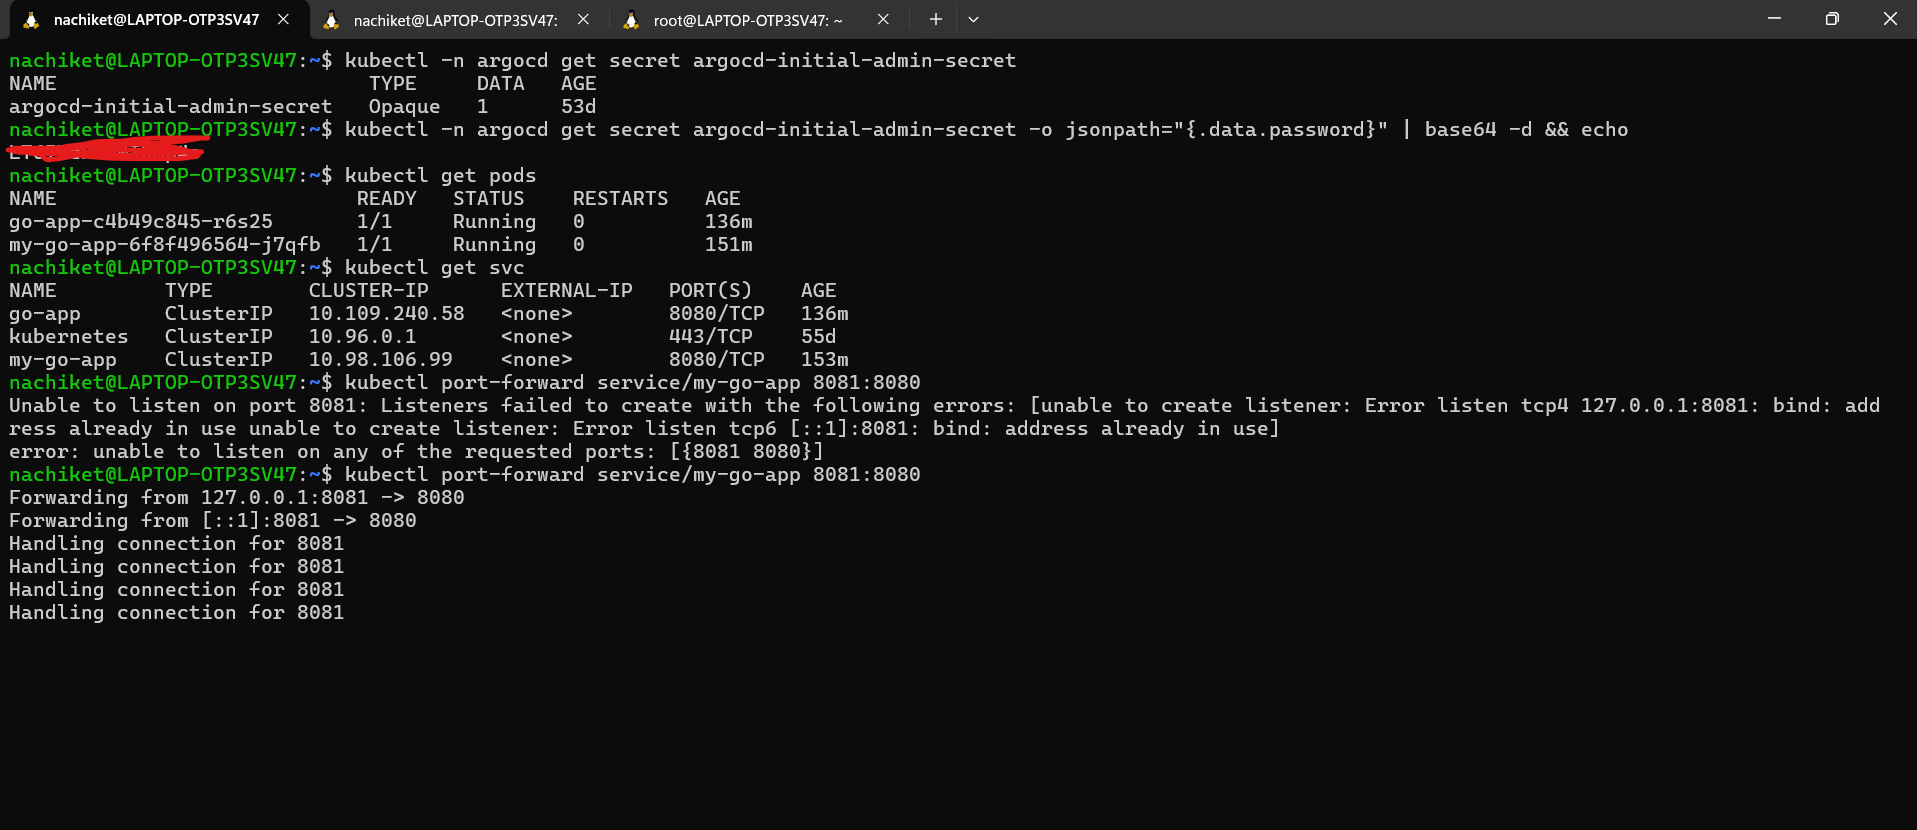 nachiket@LAPTOP-OTP3SV47
nachiket@LAPTOP-OTP3SV47:
root@LAPTOP-OTP3SV47: ~
nachiket@LAPTOP-OTP3SV47:~$ kubectl -n argocd get secret argocd-initial-admin-secret
NAME TYPE DATA AGE
argocd-initial-admin-secret Opaque 1 53d
nachiket@LAPTOP-OTP3SV47:~$ kubectl -n argocd get secret argocd-initial-admin-secret -o jsonpath="{.data.password}" | base64 -d && echo
nachiket@LAPTOP-OTP3SV47:~$ kubectl get pods
NAME READY STATUS RESTARTS AGE
go-app-c4b49c845-r6s25 1/1 Running 0 136m
my-go-app-6f8f496564-j7qfb 1/1 Running 0 151m
nachiket@LAPTOP-OTP3SV47:~$ kubectl get svc
NAME TYPE CLUSTER-IP EXTERNAL-IP PORT(S) AGE
go-app ClusterIP 10.109.240.58 <none> 8080/TCP 136m
kubernetes ClusterIP 10.96.0.1 <none> 443/TCP 55d
my-go-app ClusterIP 10.98.106.99 <none> 8080/TCP 153m
nachiket@LAPTOP-OTP3SV47:~$ kubectl port-forward service/my-go-app 8081:8080
Unable to listen on port 8081: Listeners failed to create with the following errors: [unable to create listener: Error listen tcp4 127.0.0.1:8081: bind: add
ress already in use unable to create listener: Error listen tcp6 [::1]:8081: bind: address already in use]
error: unable to listen on any of the requested ports: [{8081 8080}]
nachiket@LAPTOP-OTP3SV47:~$ kubectl port-forward service/my-go-app 8081:8080
Forwarding from 127.0.0.1:8081 -> 8080
Forwarding from [::1]:8081 -> 8080
Handling connection for 8081
Handling connection for 8081
Handling connection for 8081
Handling connection for 8081